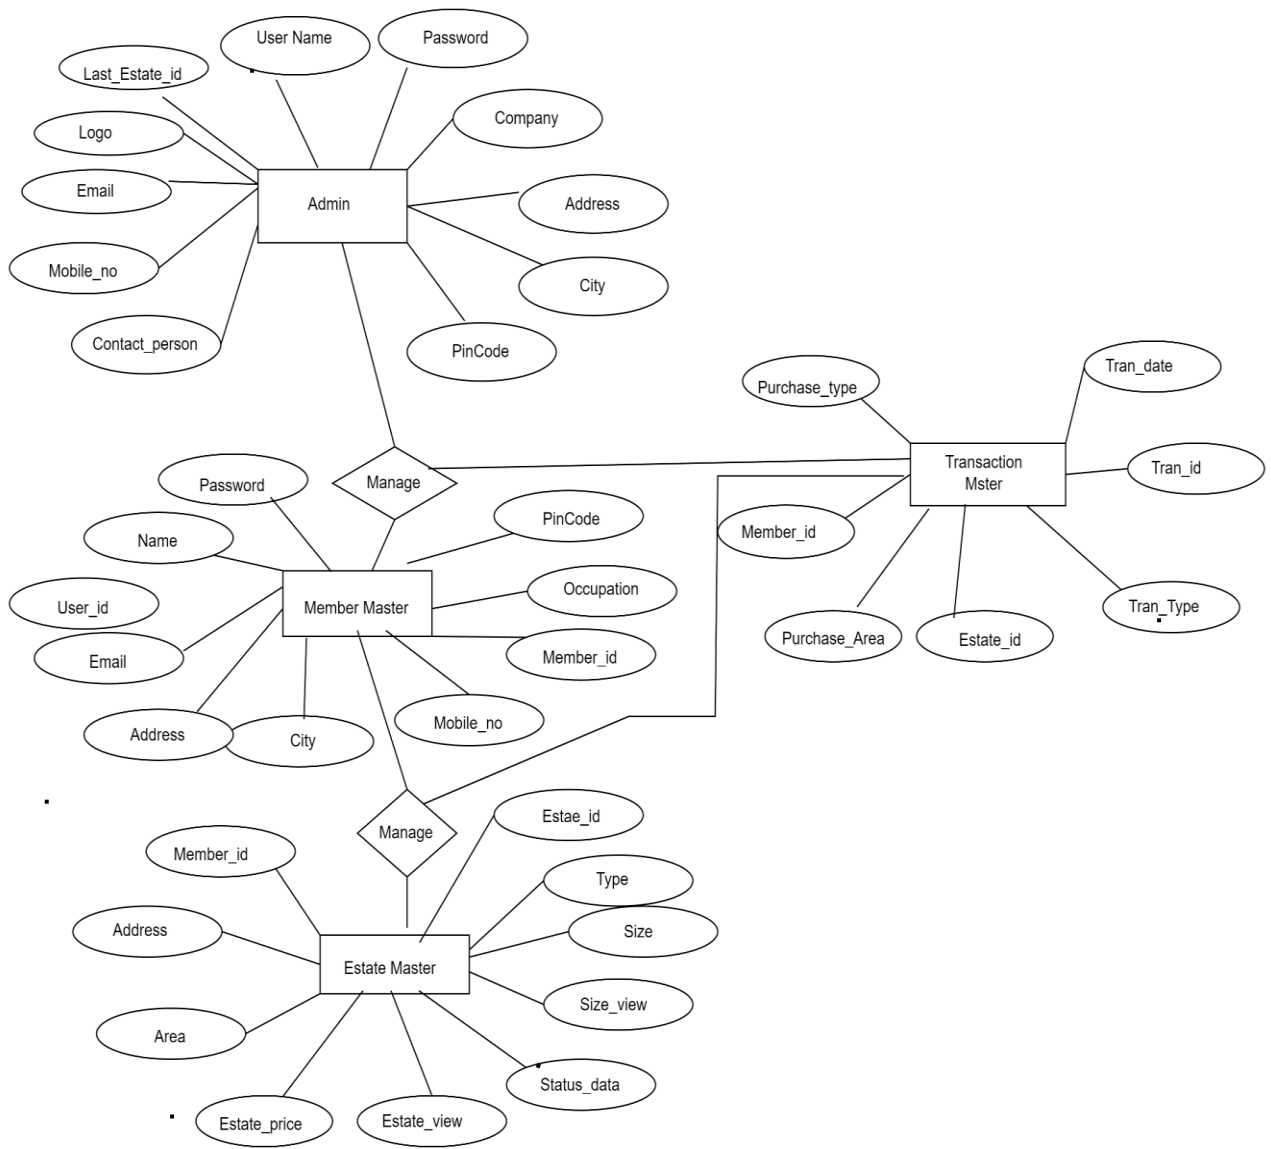 User Name
Password
Last_Estate_id
Company
Logo
Email
Admin
Address
Mobile_no
City
Contact_person
PinCode
Purchase_type
Tran_date
Transaction
Mster
Tran_id
Manage
Password
PinCode
Member_id
Name
Occupation
User_id
Member Master
Tran_Type
Purchase_Area
Estate_id
Email
Member_id
Address
City
Mobile_no
Manage
Estae_id
Member_id
Type
Address
Size
Estate Master
Size_view
Area
Status_data
Estate_price
Estate_view